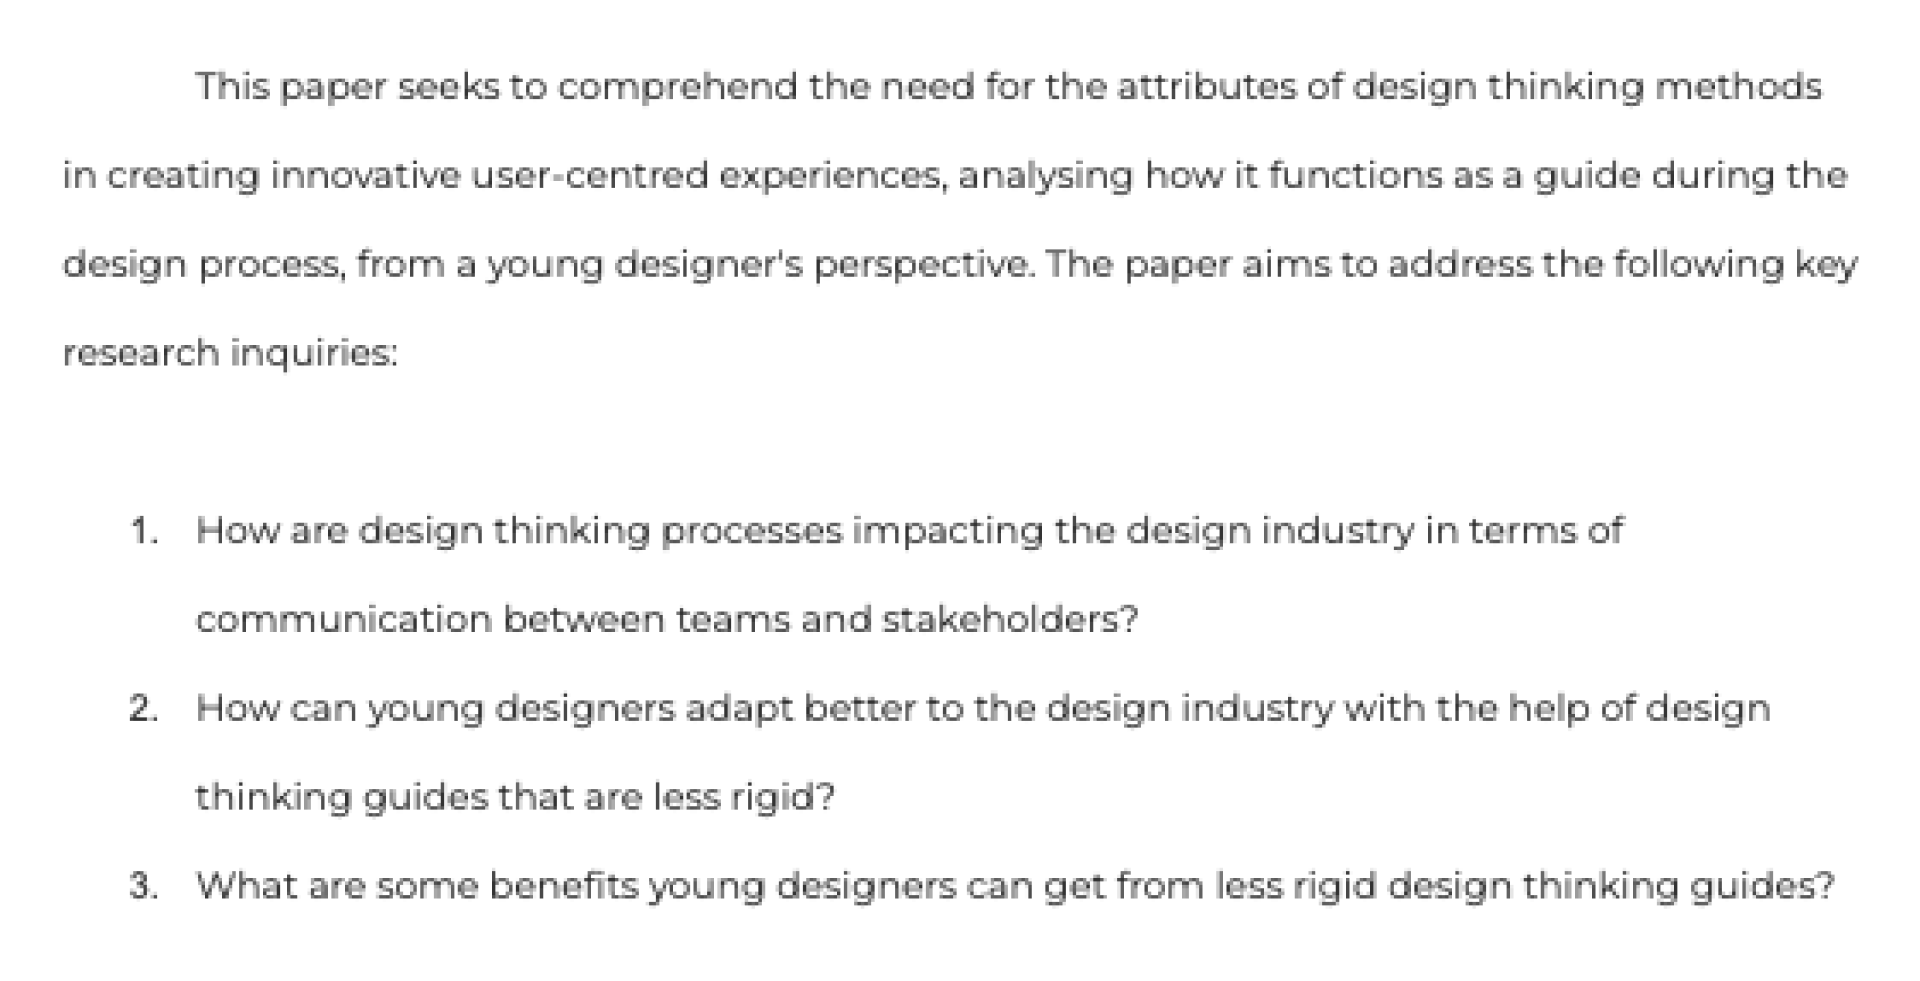 This paper seeks to comprehend the need for the attributes of design thinking methods
in creating innovative user-centred experiences, analysing how it functions as a guide during the
design process, from a young designer's perspective. The paper aims to address the following key
research inquiries:
1. How are design thinking processes impacting the design industry in terms of
communication between teams and stakeholders?
2. How can young designers adapt better to the design industry with the help of design
thinking guides that are less rigid?
3. What are some benefits young designers can get from less rigid design thinking guides?